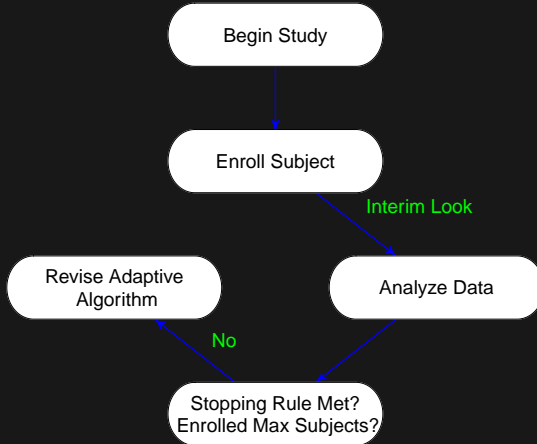 Begin Study
Enroll Subject
Interim Look
Revise Adaptive
Algorithm
Analyze Data
No
Stopping Rule Met?
Enrolled Max Subjects?